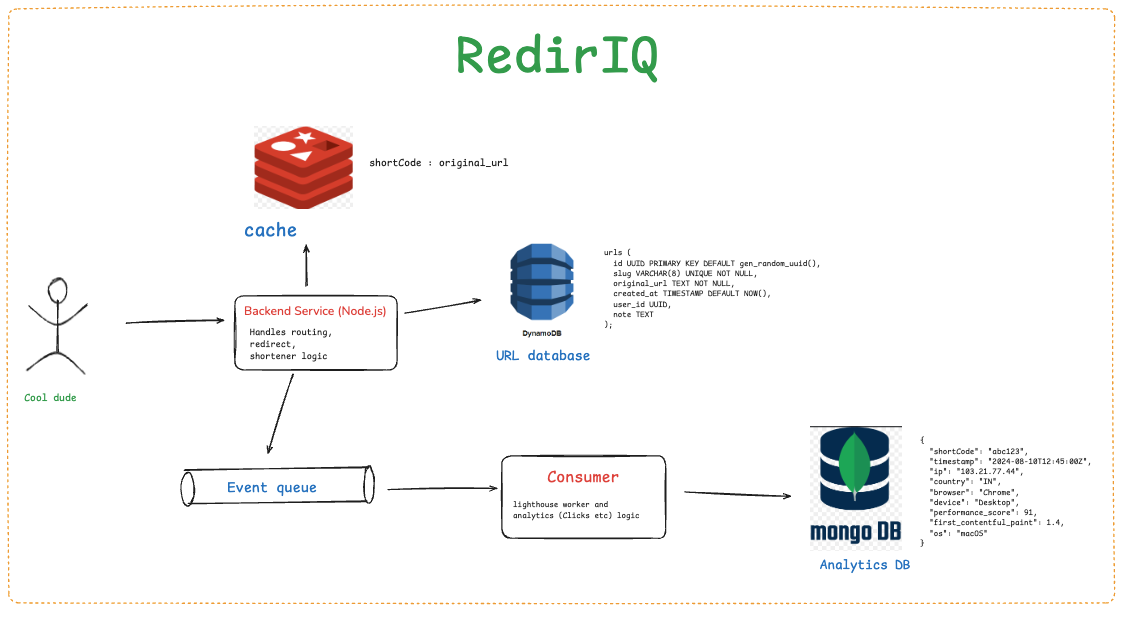 RedirIQ
shortCode : original_url
cache
urls (
id UUID PRIMARY KEY DEFAULT gen_random_uuid(),
slug VARCHAR(8) UNIQUE NOT NULL,
original_url TEXT NOT NULL,
created_at TIMESTAMP DEFAULT NOW(),
user_id UUID,
note TEXT
);
DynamoDB
URL database
Backend Service (Node.js)
Handles routing,
redirect,
shortener logic
Cool dude
Event queue
Consumer
lighthouse worker and
analytics (Clicks etc) logic
mongo DB
Analytics DB
{
"shortCode": "abc123",
"timestamp": "2024-08-10T12:45:00Z",
"ip": "103.21.77.44",
"country": "IN",
"browser": "Chrome",
"device": "Desktop",
"performance_score": 91,
"first_contentful_paint": 1.4,
"os": "macOS"
}